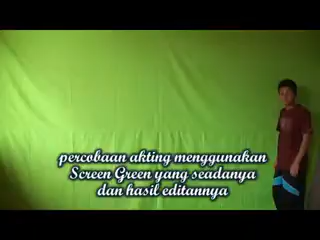 percobaan akting menggunakan
Screen Green yang seadanya
dan hasil editannya